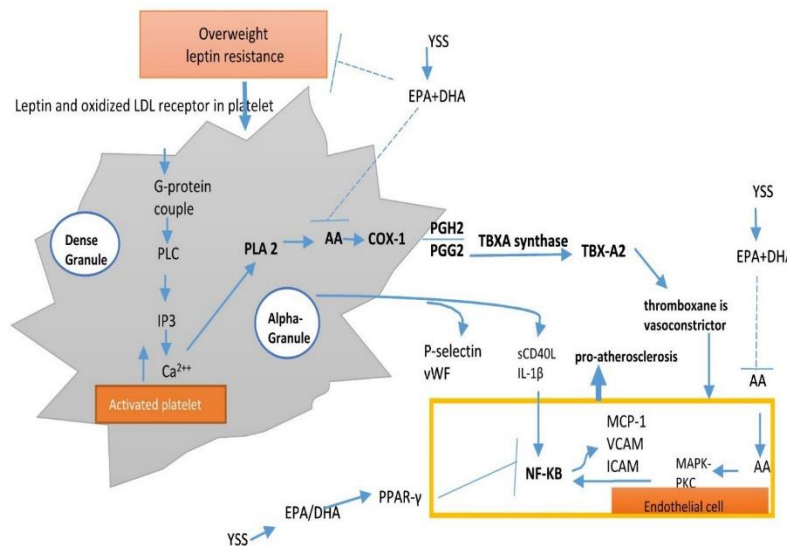 Overweight
leptin resistance
YSS
EPA+DHA
Leptin and oxidized LDL receptor in platelet
G-protein
couple
Dense
Granule
PLC
IP3
Ca²⁺⁺
Activated platelet
PLA 2
AA
COX-1
PGH2
PGG2
TBXA synthase
TBX-A2
YSS
EPA+DHA
thromboxane is
vasoconstrictor
Alpha-
Granule
P-selectin
vWF
sCD40L
IL-1β
pro-atherosclerosis
AA
MCP-1
VCAM
ICAM
NF-KB
MAPK-
PKC
AA
Endothelial cell
PPAR-γ
EPA/DHA
YSS